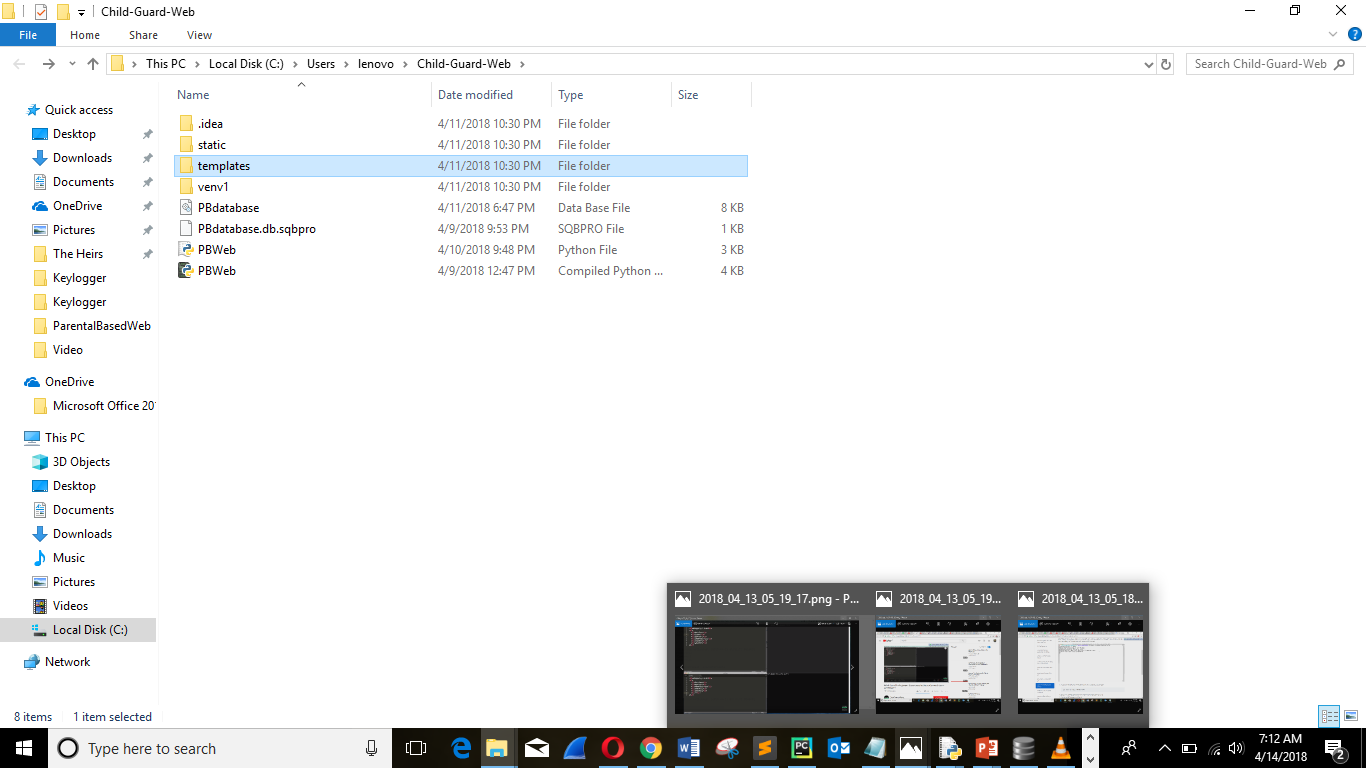 Child-Guard-Web
File Home Share View
This PC Local Disk (C:) Users lenovo Child-Guard-Web
Search Child-Guard-Web
Name Date modified Type Size
.idea 4/11/2018 10:30 PM File folder
static 4/11/2018 10:30 PM File folder
templates 4/11/2018 10:30 PM File folder
venv1 4/11/2018 10:30 PM File folder
PBdatabase 4/11/2018 6:47 PM Data Base File 8 KB
PBdatabase.db.sqbpro 4/9/2018 9:53 PM SQBPRO File 1 KB
PBWeb 4/10/2018 9:48 PM Python File 3 KB
PBWeb 4/9/2018 12:47 PM Compiled Python ... 4 KB
Quick access
Desktop
Downloads
Documents
OneDrive
Pictures
The Heirs
Keylogger
Keylogger
ParentalBasedWeb
Video
OneDrive
Microsoft Office 20
This PC
3D Objects
Desktop
Documents
Downloads
Music
Pictures
Videos
Local Disk (C:)
Network
2018_04_13_05_19_17.png - P... 2018_04_13_05_19... 2018_04_13_05_18...
8 items 1 item selected
Type here to search
7:12 AM
4/14/2018
2